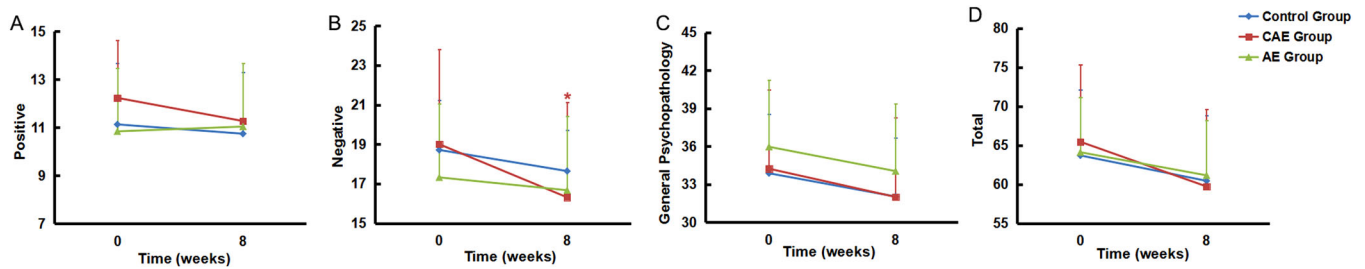 A
Positive
15
13
11
9
7
0
8
Time (weeks)
B
Negative
25
23
21
19
17
15
*
0
8
Time (weeks)
C
General Psychopathology
45
42
39
36
33
30
0
8
Time (weeks)
D
Total
80
75
70
65
60
55
0
8
Time (weeks)
Control Group
CAE Group
AE Group